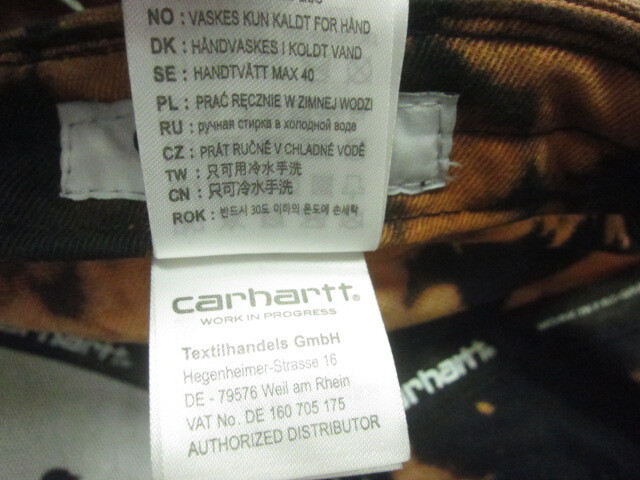 NO : VASKES KUN KALDT FOR HÅND
DK : HÅNDVASKES I KOLDT VAND
SE : HANDTVÄTT MAX 40
PL : PRAĆ RĘCZNIE W ZIMNEJ WODZI
RU : ручная стирка в холодной воде
CZ : PRÁT RUČNĚ V CHLADNÉ VODĚ
TW : 只可用冷水手洗
CN : 只可冷水手洗
ROK : 반드시 30도 이하의 온도에 손세탁
carhartt.
WORK IN PROGRESS
Textilhandels GmbH
Hegenheimer-Strasse 16
DE - 79576 Weil am Rhein
VAT No. DE 160 705 175
AUTHORIZED DISTRIBUTOR